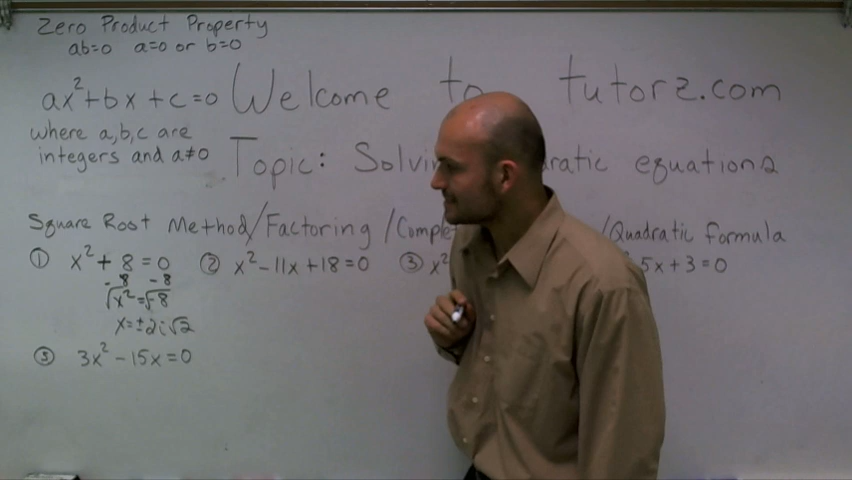 Zero Product Property
ab=0 a=0 or b=0
ax²+bx+c=0 Welcome to tutorz.com
where a,b,c are
integers and a≠0
Topic: Solvin ratic equations
Square Root Method/Factoring/Comple /Quadratic formula
① x²+8=0 ② x²-11x+18=0 ③ x² 5x+3=0
-8 -8
√x²=√-8
x=±2i√2
⑤ 3x²-15x=0